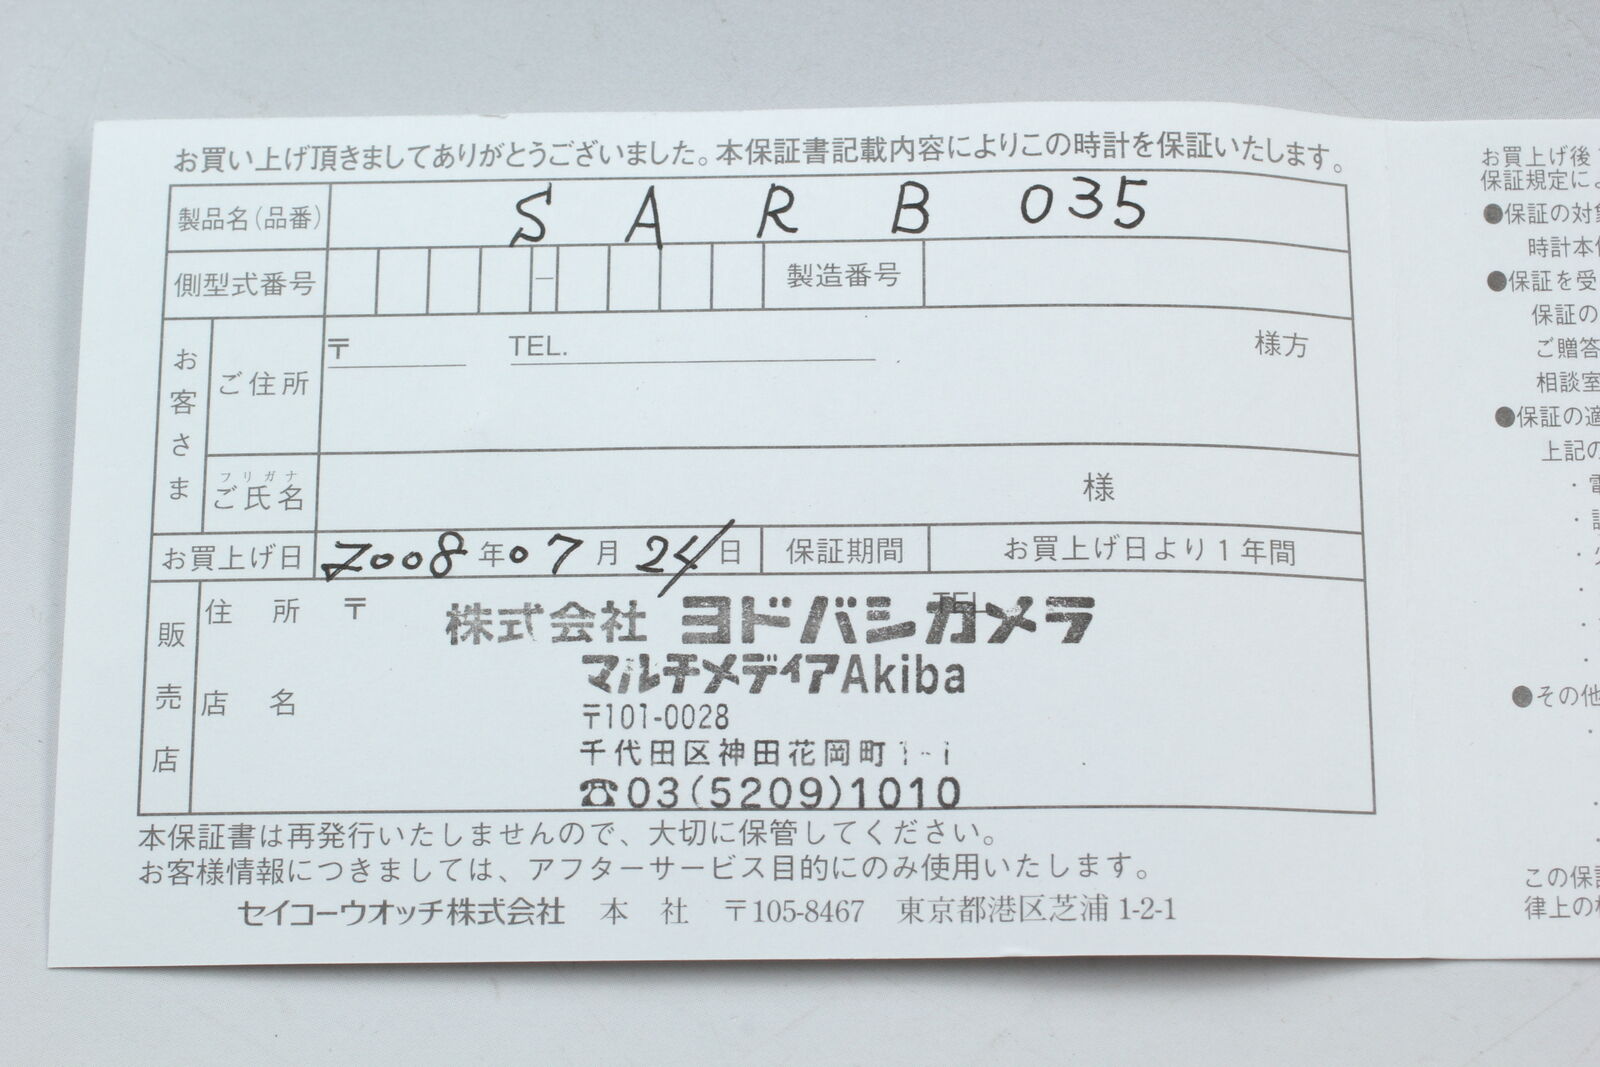 お買い上げ頂きましてありがとうございました。本保証書記載内容によりこの時計を保証いたします。
製品名(品番) SARB 035
側型式番号 － 製造番号
お客さま
ご住所 〒 TEL. 様方
フリガナ
ご氏名 様
お買上げ日 2008年07月24日 保証期間 お買上げ日より1年間
販売店
住所 〒 TEL
株式会社ヨドバシカメラ
マルチメディアAkiba
店名
〒101-0028
千代田区神田花岡町1-1
☎03(5209)1010
本保証書は再発行いたしませんので、大切に保管してください。
お客様情報につきましては、アフターサービス目的にのみ使用いたします。
セイコーウオッチ株式会社 本社 〒105-8467 東京都港区芝浦1-2-1
お買上げ後
保証規定に
●保証の対
時計本
●保証を受
保証の
ご贈答
相談室
●保証の適
上記の
●その他
この保
律上の